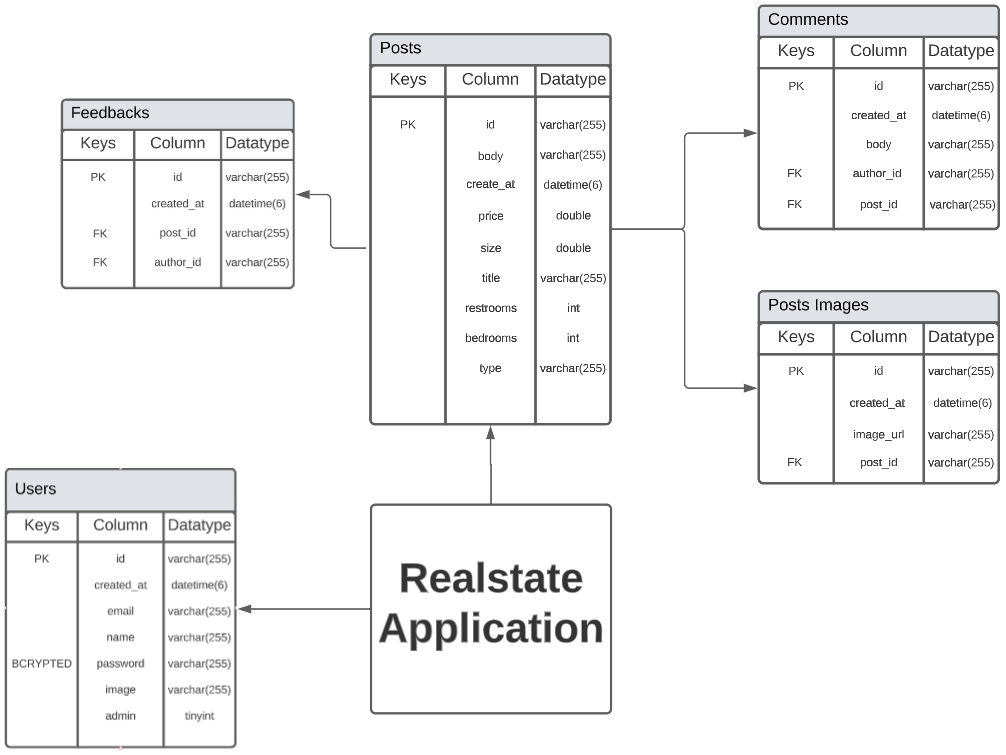 Posts
Keys Column Datatype
PK id varchar(255)
body varchar(255)
create_at datetime(6)
price double
size double
title varchar(255)
restrooms int
bedrooms int
type varchar(255)
Comments
Keys Column Datatype
PK id varchar(255)
created_at datetime(6)
body varchar(255)
FK author_id varchar(255)
FK post_id varchar(255)
Feedbacks
Keys Column Datatype
PK id varchar(255)
created_at datetime(6)
FK post_id varchar(255)
FK author_id varchar(255)
Posts Images
Keys Column Datatype
PK id varchar(255)
created_at datetime(6)
image_url varchar(255)
FK post_id varchar(255)
Users
Keys Column Datatype
PK id varchar(255)
created_at datetime(6)
email varchar(255)
name varchar(255)
BCRYPTED password varchar(255)
image varchar(255)
admin tinyint
Realstate
Application